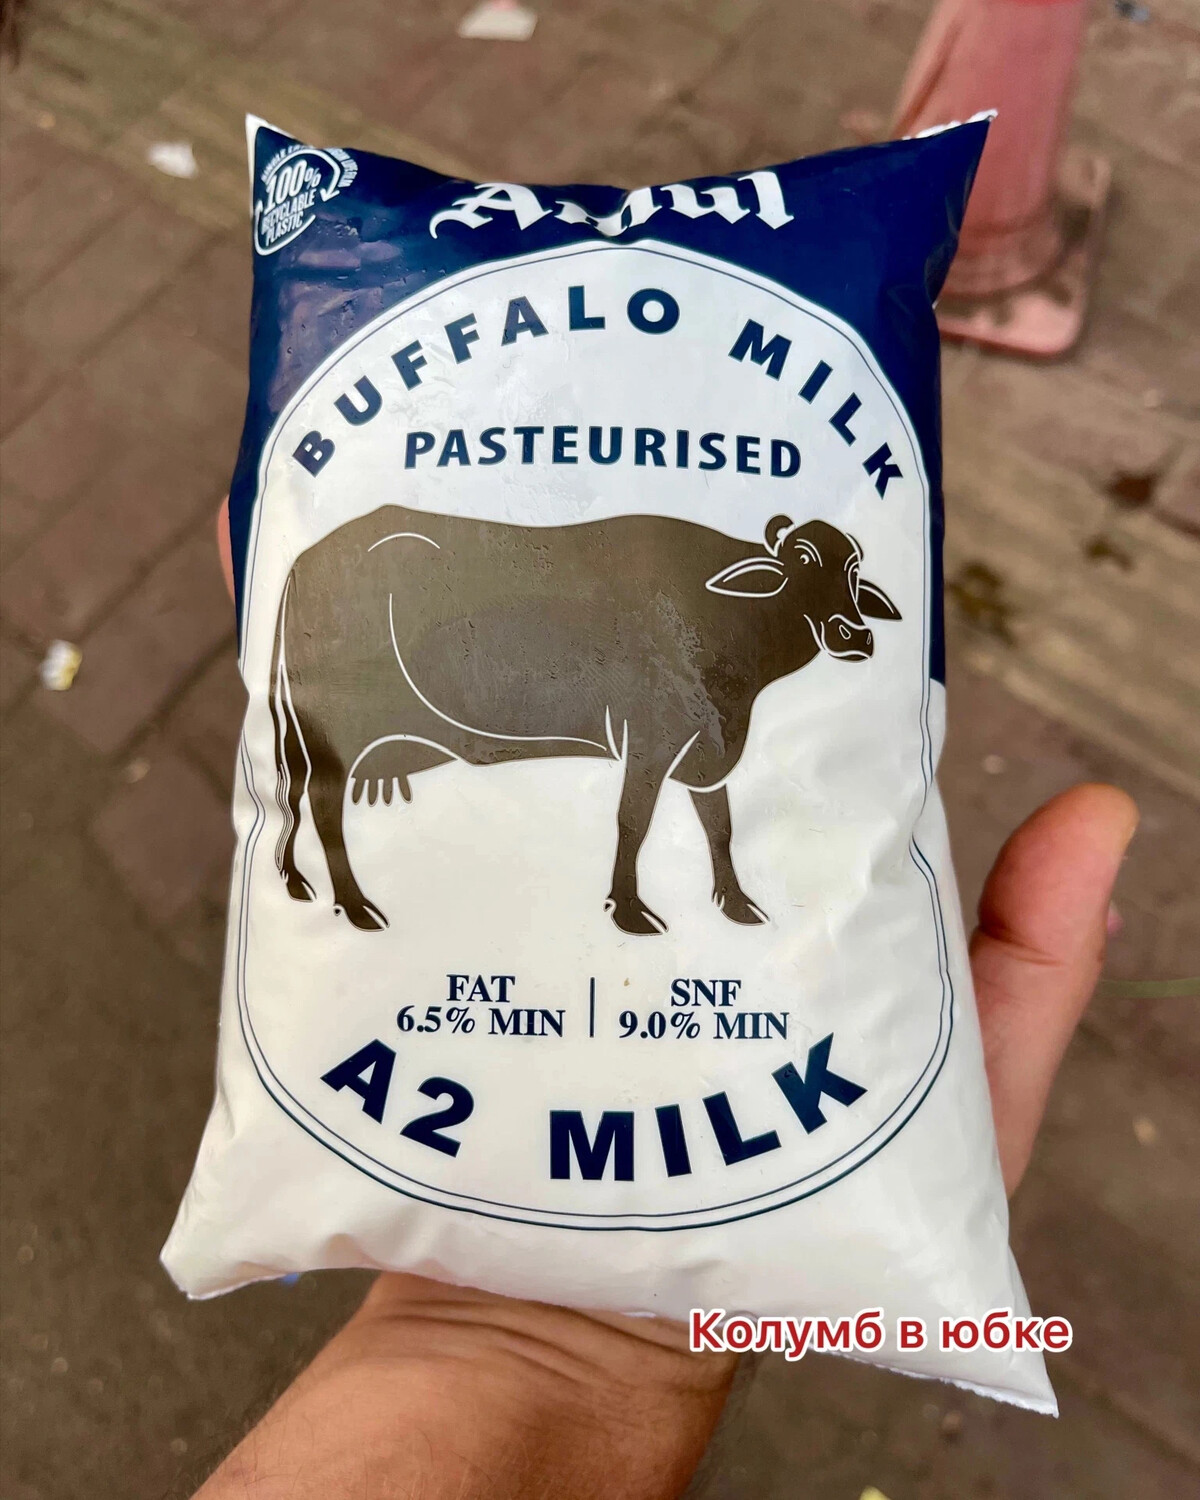 100%
RECYCLABLE
PLASTIC
Amul
BUFFALO MILK
PASTEURISED
FAT
6.5% MIN
SNF
9.0% MIN
A2 MILK
Колумб в юбке